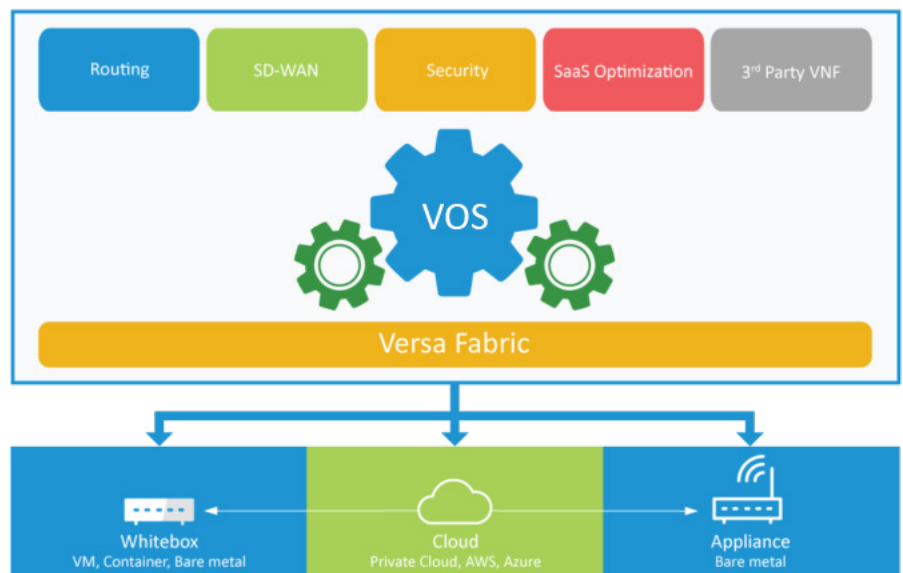 Routing
SD-WAN
Security
SaaS Optimization
3rd Party VNF
VOS
Versa Fabric
Whitebox
VM, Container, Bare metal
Cloud
Private Cloud, AWS, Azure
Appliance
Bare metal